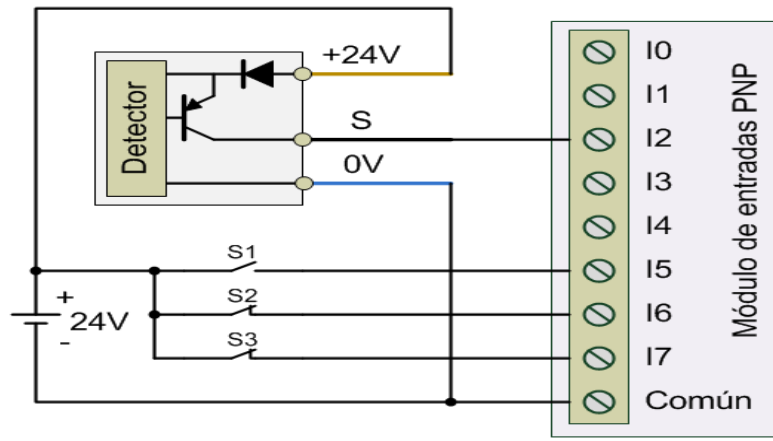 +24V
S
0V
Detector
S1
S2
S3
+
24V
-
I0
I1
I2
I3
I4
I5
I6
I7
Común
Módulo de entradas PNP